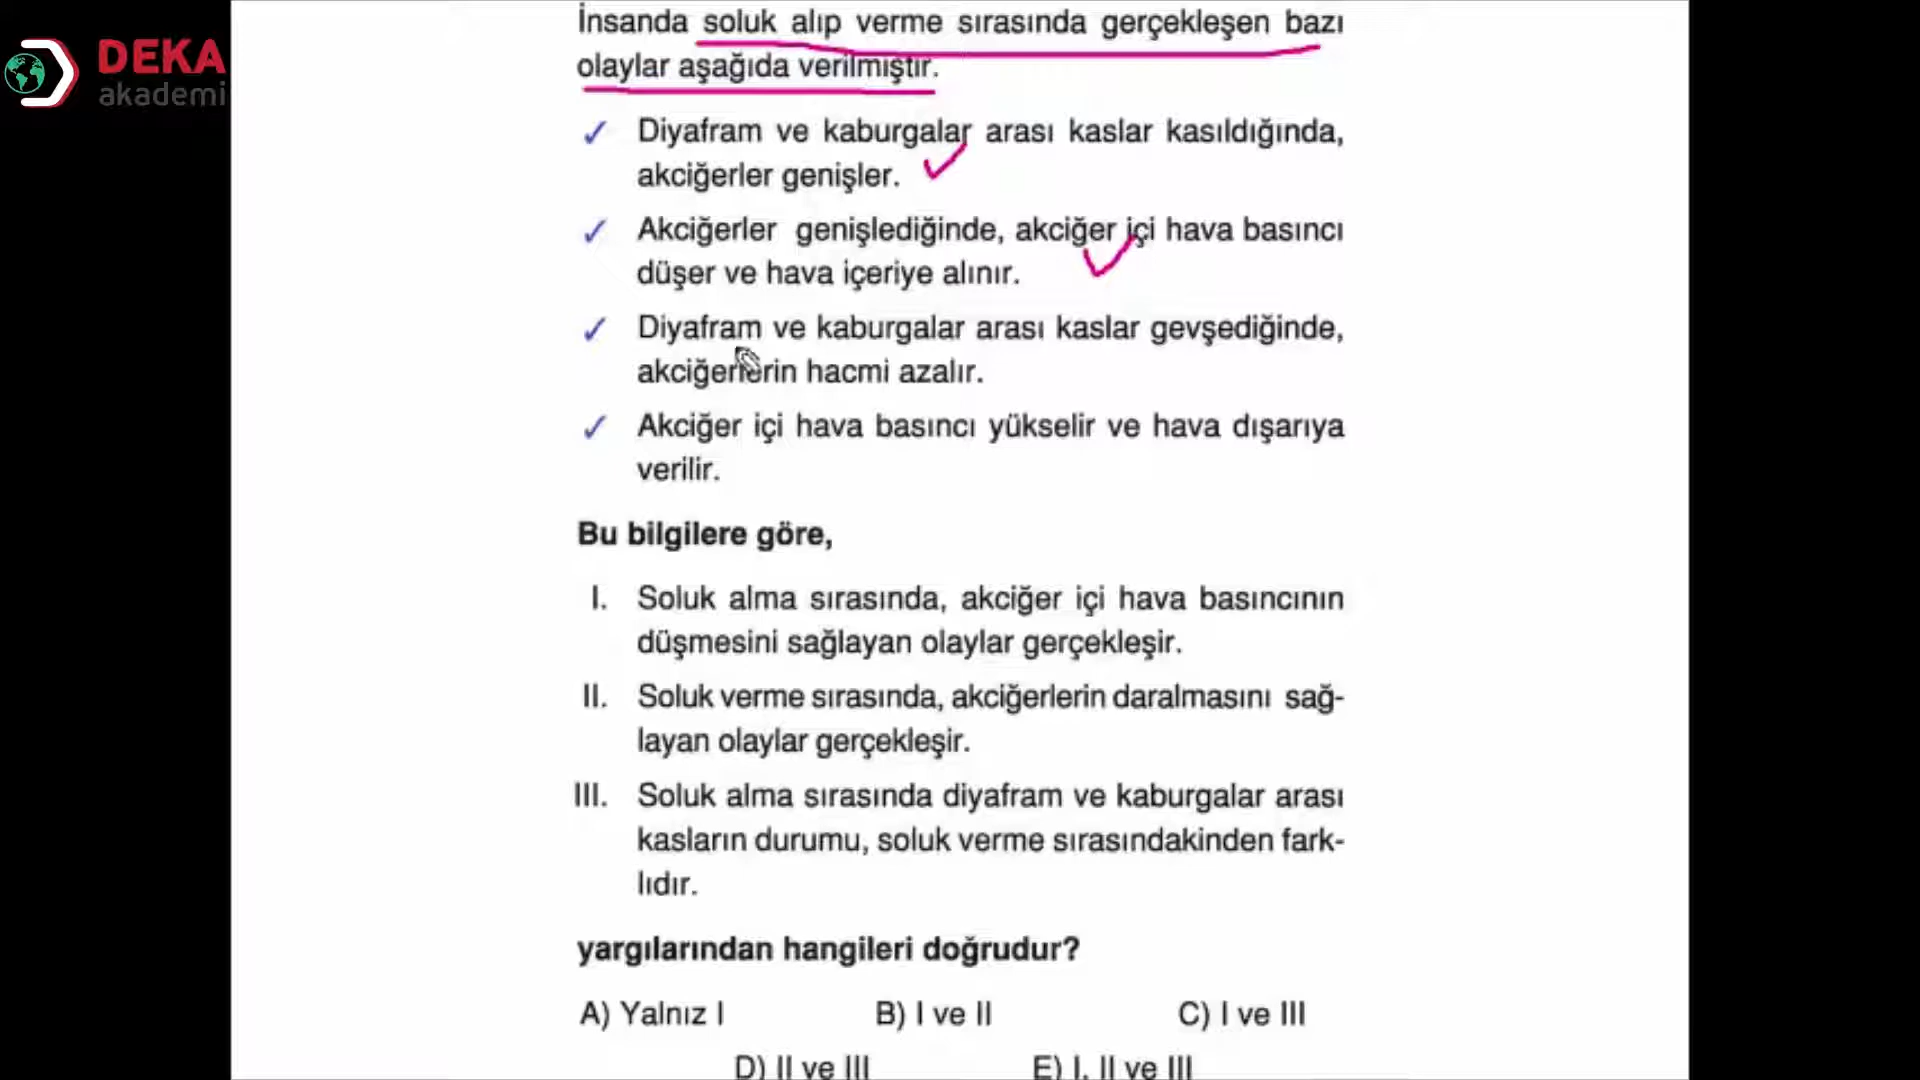 DEKA
akademi
İnsanda soluk alıp verme sırasında gerçekleşen bazı
olaylar aşağıda verilmiştir.
✓ Diyafram ve kaburgalar arası kaslar kasıldığında,
akciğerler genişler.
✓ Akciğerler genişlediğinde, akciğer içi hava basıncı
düşer ve hava içeriye alınır.
✓ Diyafram ve kaburgalar arası kaslar gevşediğinde,
akciğerlerin hacmi azalır.
✓ Akciğer içi hava basıncı yükselir ve hava dışarıya
verilir.
Bu bilgilere göre,
I. Soluk alma sırasında, akciğer içi hava basıncının
düşmesini sağlayan olaylar gerçekleşir.
II. Soluk verme sırasında, akciğerlerin daralmasını sağ-
layan olaylar gerçekleşir.
III. Soluk alma sırasında diyafram ve kaburgalar arası
kasların durumu, soluk verme sırasındakinden fark-
lıdır.
yargılarından hangileri doğrudur?
A) Yalnız I B) I ve II C) I ve III
D) II ve III E) I, II ve III